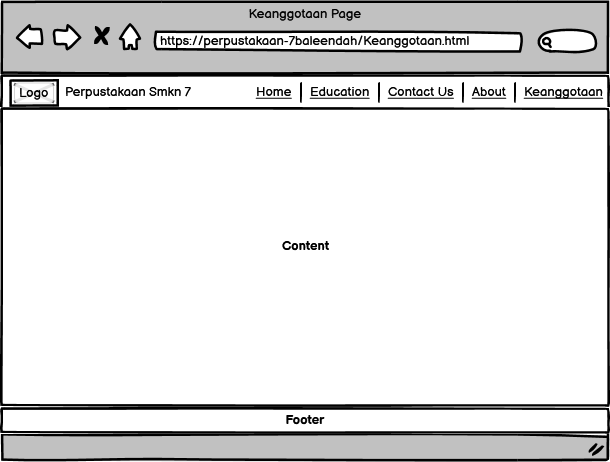 Keanggotaan Page
https://perpustakaan-7baleendah/Keanggotaan.html
Logo Perpustakaan Smkn 7 Home Education Contact Us About Keanggotaan
Content
Footer